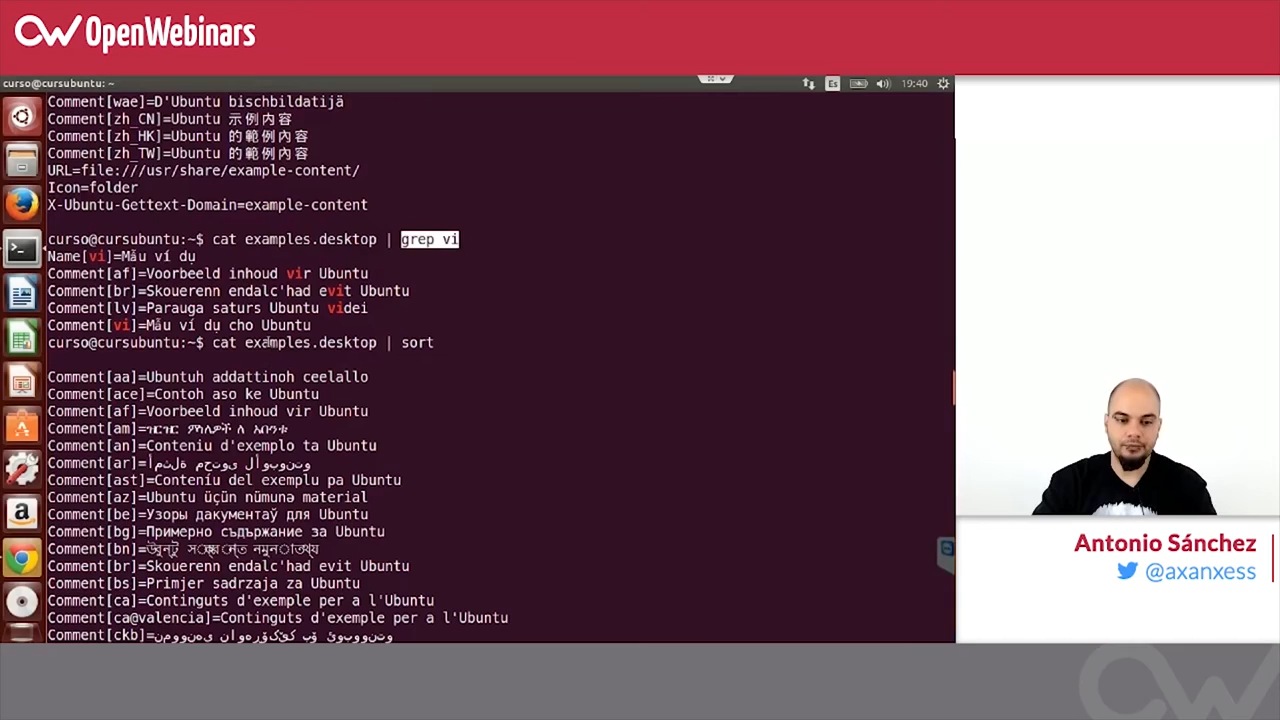 OpenWebinars
curso@cursubuntu: ~
Es
19:40
Comment[wae]=D'Ubuntu bischbildatijä
Comment[zh_CN]=Ubuntu 示例内容
Comment[zh_HK]=Ubuntu 的範例內容
Comment[zh_TW]=Ubuntu 的範例內容
URL=file:///usr/share/example-content/
Icon=folder
X-Ubuntu-Gettext-Domain=example-content
curso@cursubuntu:~$ cat examples.desktop | grep vi
Name[vi]=Mẫu ví dụ
Comment[af]=Voorbeeld inhoud vir Ubuntu
Comment[br]=Skouerenn endalc'had evit Ubuntu
Comment[lv]=Parauga saturs Ubuntu videi
Comment[vi]=Mẫu ví dụ cho Ubuntu
curso@cursubuntu:~$ cat examples.desktop | sort
Comment[aa]=Ubuntuh addattinoh ceelallo
Comment[ace]=Contoh aso ke Ubuntu
Comment[af]=Voorbeeld inhoud vir Ubuntu
Comment[am]=ዝርዝር ምሳሌዎች ለ ኡቡንቱ
Comment[an]=Conteniu d'exemplo ta Ubuntu
Comment[ar]=أمثلة محتوى أوبونتو
Comment[ast]=Conteníu del exemplu pa Ubuntu
Comment[az]=Ubuntu üçün nümunə material
Comment[be]=Узоры дакументаў для Ubuntu
Comment[bg]=Примерно съдържание за Ubuntu
Comment[bn]=
Comment[br]=Skouerenn endalc'had evit Ubuntu
Comment[bs]=Primjer sadrzaja za Ubuntu
Comment[ca]=Continguts d'exemple per a l'Ubuntu
Comment[ca@valencia]=Continguts d'exemple per a l'Ubuntu
Comment[ckb]=
Antonio Sánchez
@axanxess